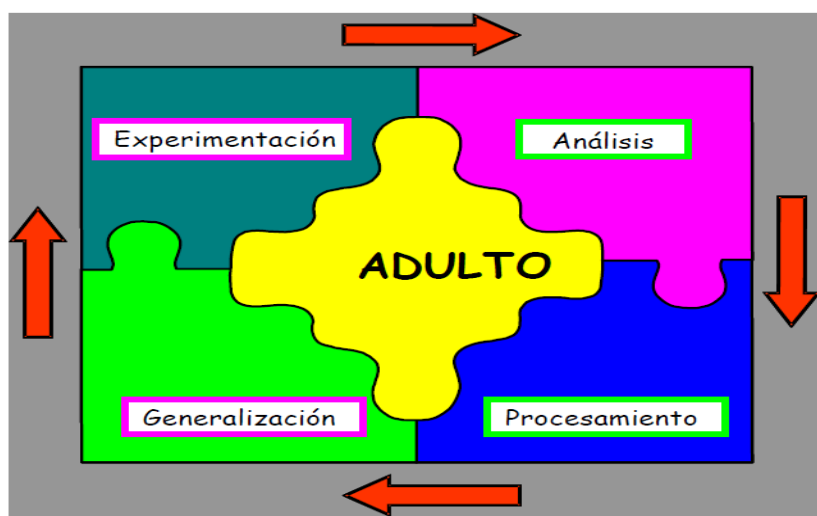 Experimentación
Análisis
ADULTO
Generalización
Procesamiento